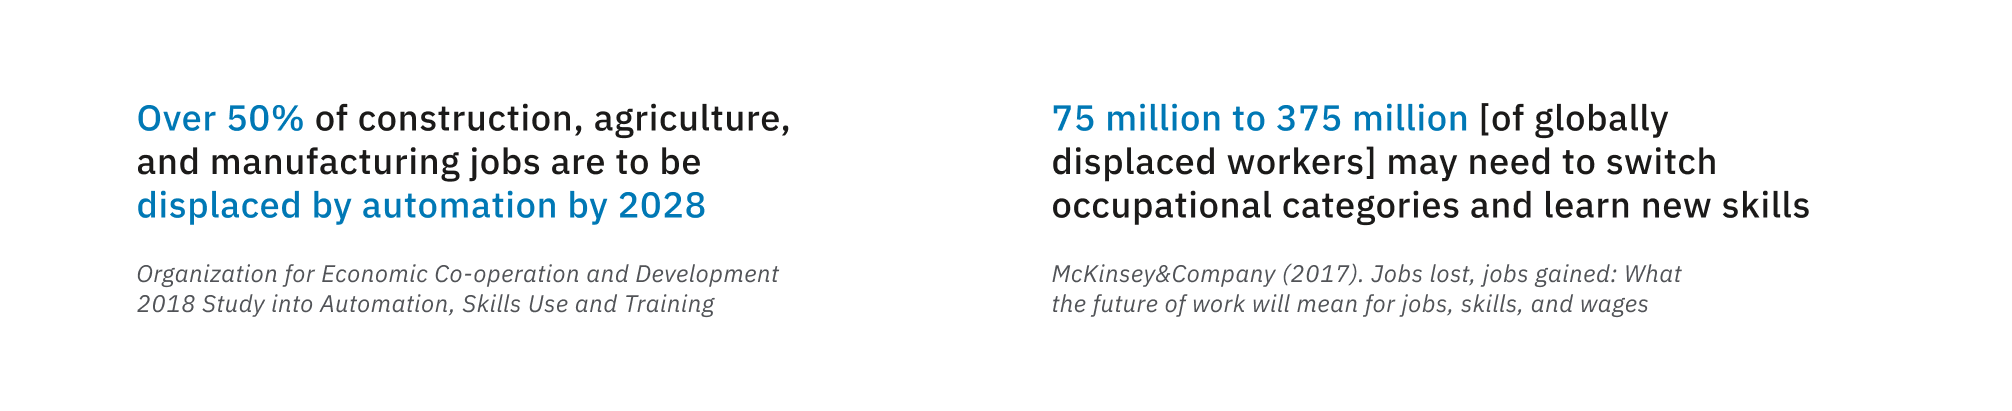 Over 50% of construction, agriculture,
and manufacturing jobs are to be
displaced by automation by 2028
Organization for Economic Co-operation and Development
2018 Study into Automation, Skills Use and Training
75 million to 375 million [of globally
displaced workers] may need to switch
occupational categories and learn new skills
McKinsey&Company (2017). Jobs lost, jobs gained: What
the future of work will mean for jobs, skills, and wages